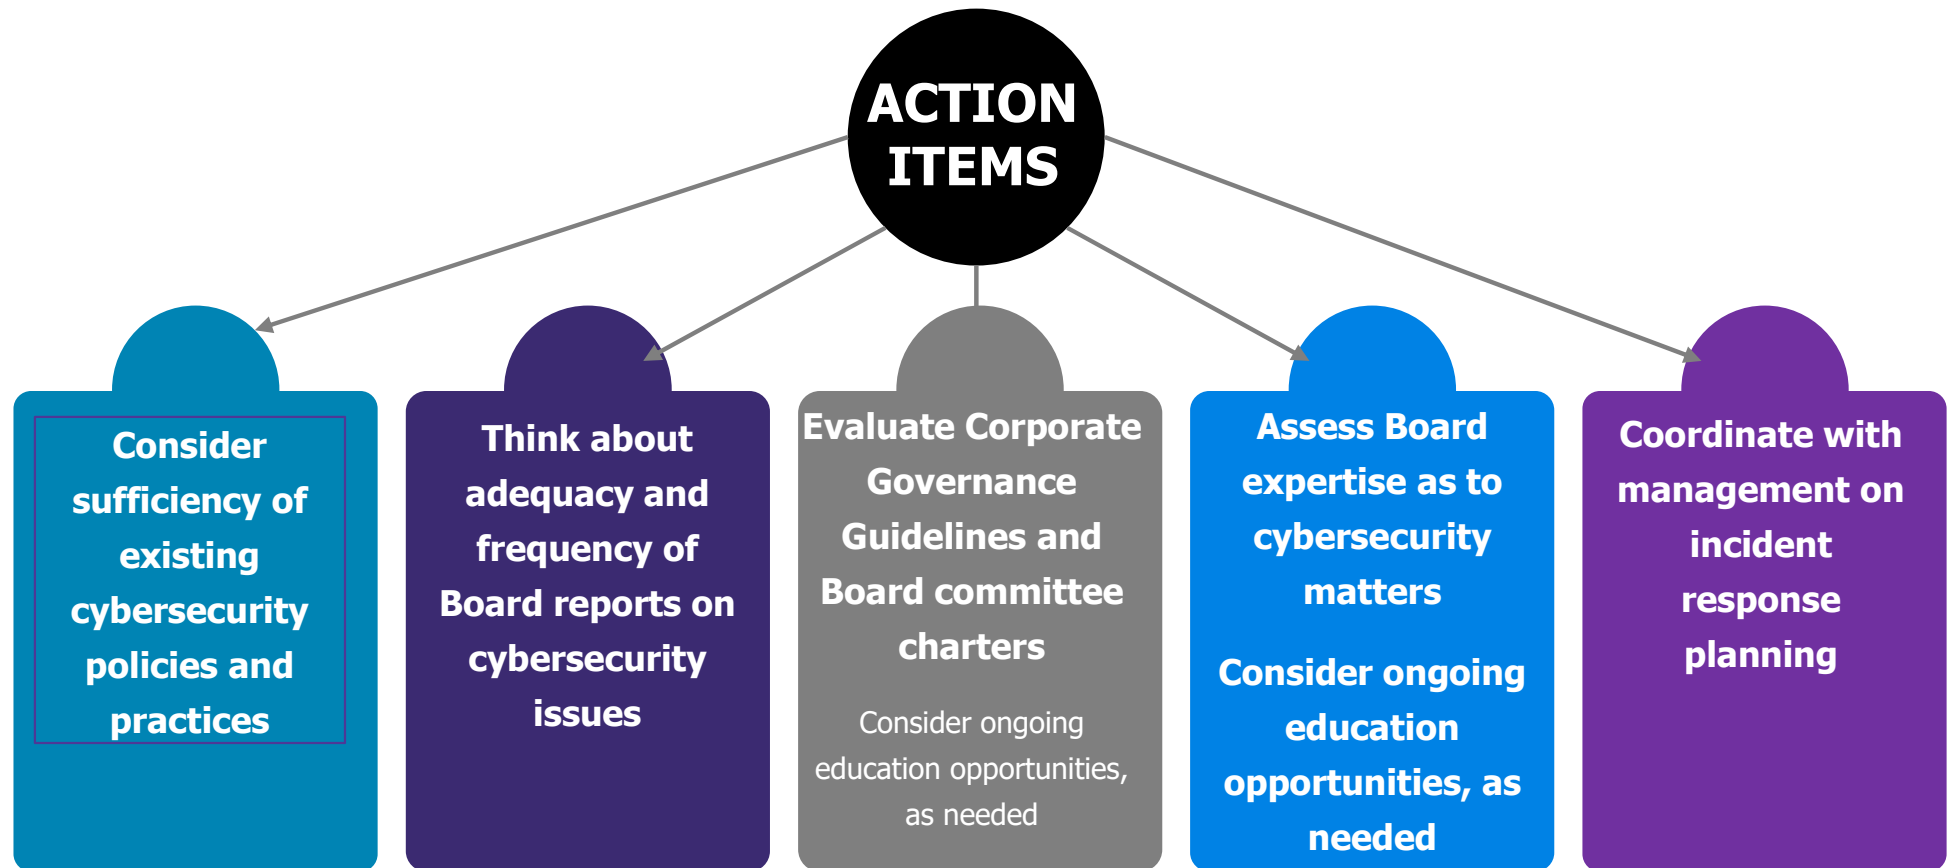 ACTION
ITEMS
Consider
sufficiency of
existing
cybersecurity
policies and
practices
Think about
adequacy and
frequency of
Board reports on
cybersecurity
issues
Evaluate Corporate
Governance
Guidelines and
Board committee
charters
Consider ongoing
education opportunities,
as needed
Assess Board
expertise as to
cybersecurity
matters
Consider ongoing
education
opportunities, as
needed
Coordinate with
management on
incident
response
planning